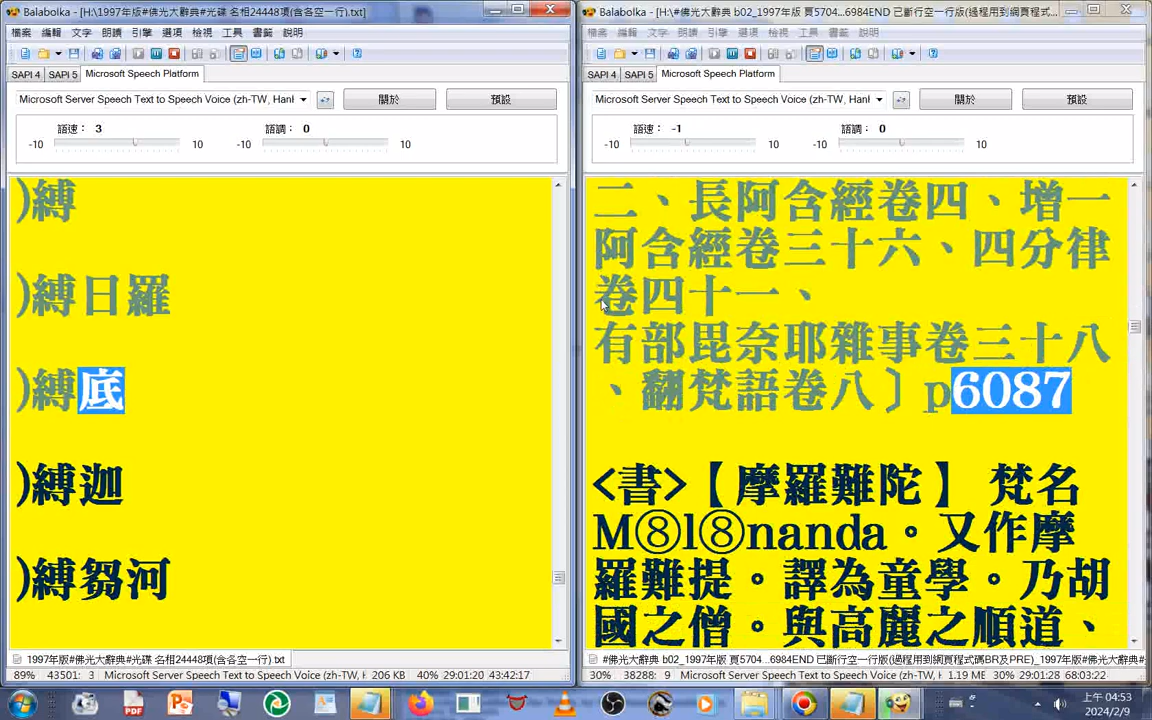 Balabolka - [H:\1997年版#佛光大辭典#光碟 名相24448項(含各空一行).txt]
檔案 編輯 文字 朗讀 引擎 選項 檢視 工具 書籤 說明
SAPI 4 SAPI 5 Microsoft Speech Platform
Microsoft Server Speech Text to Speech Voice (zh-TW, Hanl
關於
預設
語速： 3
語調： 0
-10 10 -10 10
)縛
)縛日羅
)縛底
)縛迦
)縛芻河
1997年版#佛光大辭典#光碟 名相24448項(含各空一行).txt
89% 43501: 3 Microsoft Server Speech Text to Speech Voice (zh-TW, H 206 KB 40% 29:01:20 43:42:17
Balabolka - [H:\#佛光大辭典 b02_1997年版 頁5704...6984END 已斷行空一行版(過程用到網頁程式...
檔案 編輯 文字 朗讀 引擎 選項 檢視 工具 書籤 說明
SAPI 4 SAPI 5 Microsoft Speech Platform
Microsoft Server Speech Text to Speech Voice (zh-TW, Hanl
關於
預設
語速： -1
語調： 0
-10 10 -10 10
二、長阿含經卷四、增一
阿含經卷三十六、四分律
卷四十一、
有部毘奈耶雜事卷三十八
、翻梵語卷八〕p6087
<書>【摩羅難陀】 梵名
M⑧l⑧nanda。又作摩
羅難提。譯為童學。乃胡
國之僧。與高麗之順道、
#佛光大辭典 b02_1997年版 頁5704...6984END 已斷行空一行版(過程用到網頁程式碼BR及PRE)_1997年版#
30% 38288: 9 Microsoft Server Speech Text to Speech Voice (zh-TW, H 1.19 ME 30% 29:01:28 68:03:22
上午 04:53
2024/2/9